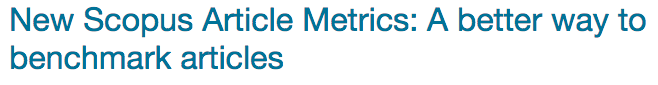 New Scopus Article Metrics: A better way to
benchmark articles